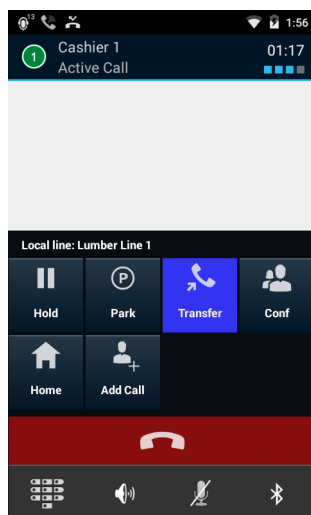 13
1:56
1
Cashier 1
01:17
Active Call
Local line: Lumber Line 1
P
Hold
Park
Transfer
Conf
Home
Add Call